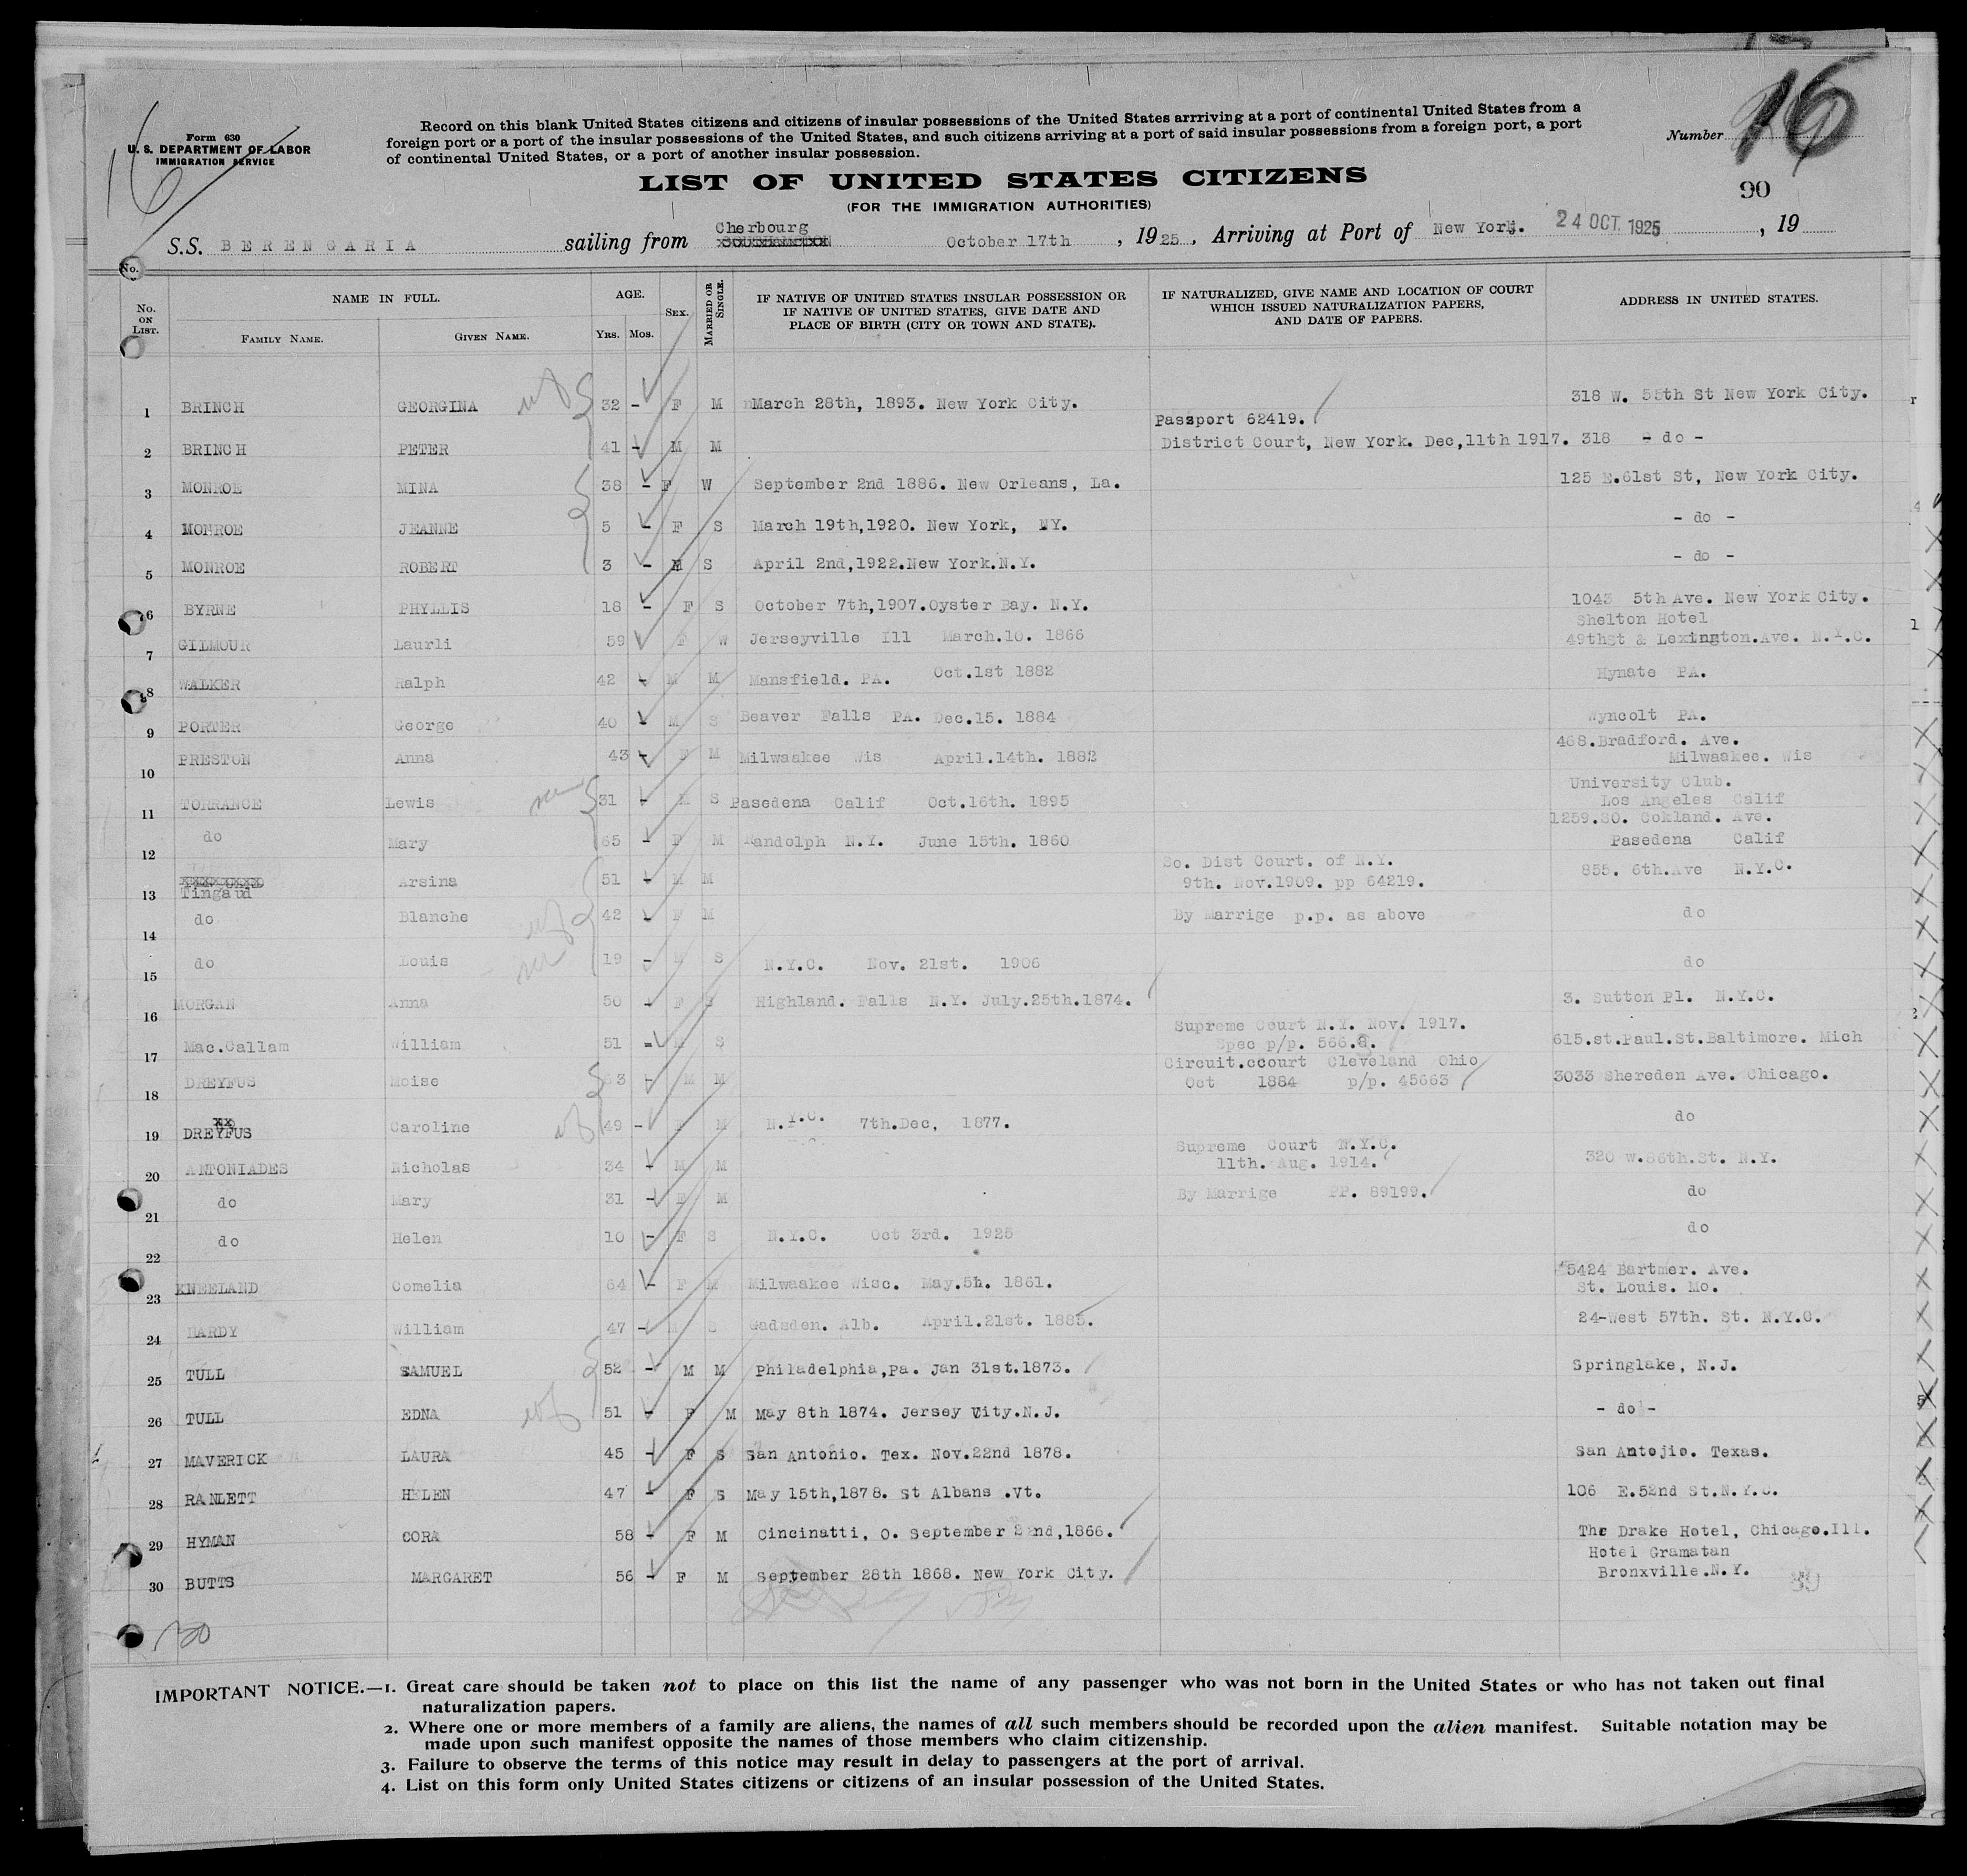 16
Form 630
U. S. DEPARTMENT OF LABOR
IMMIGRATION SERVICE
Record on this blank United States citizens and citizens of insular possessions of the United States arrriving at a port of continental United States from a
foreign port or a port of the insular possessions of the United States, and such citizens arriving at a port of said insular possessions from a foreign port, a port
of continental United States, or a port of another insular possession.
Number 16
LIST OF UNITED STATES CITIZENS
(FOR THE IMMIGRATION AUTHORITIES)
90
S.S. BERENGARIA sailing from Cherbourg October 17th, 1925, Arriving at Port of New York. 24 OCT 1925, 19
No.
No. ON LIST. NAME IN FULL. FAMILY NAME. GIVEN NAME. AGE. YRS. MOS. SEX. MARRIED OR SINGLE. IF NATIVE OF UNITED STATES INSULAR POSSESSION OR IF NATIVE OF UNITED STATES, GIVE DATE AND PLACE OF BIRTH (CITY OR TOWN AND STATE). IF NATURALIZED, GIVE NAME AND LOCATION OF COURT WHICH ISSUED NATURALIZATION PAPERS, AND DATE OF PAPERS. ADDRESS IN UNITED STATES.
1 BRINCH GEORGINA 32 - F M March 28th, 1893. New York City. 318 W. 55th St New York City.
Passport 62419.
2 BRINCH PETER 41 - M M District Court, New York. Dec,11th 1917. 318 - do -
3 MONROE MINA 38 - F W September 2nd 1886. New Orleans, La. 125 E.61st St, New York City.
4 MONROE JEANNE 5 - F S March 19th,1920. New York, NY. - do -
5 MONROE ROBERT 3 - M S April 2nd,1922.New York.N.Y. - do -
6 BYRNE PHYLLIS 18 - F S October 7th,1907.Oyster Bay. N.Y. 1043 5th Ave. New York City.
Shelton Hotel
7 GILMOUR Laurli 59 F W Jerseyville Ill March.10. 1866 49thst & Lexington.Ave. N.Y.C.
8 WALKER Ralph 42 - M M Mansfield. PA. Oct.1st 1882 Hynate PA.
9 PORTER George 40 - M S Beaver Falls PA. Dec.15. 1884 Wyncolt PA.
468.Bradford. Ave.
10 PRESTON Anna 43 - F M Milwaakee Wis April.14th. 1882 Milwaakee. Wis
University Club.
11 TORRANCE Lewis 31 - M S Pasedena Calif Oct.16th. 1895 Los Angeles Calif
1259.SO. Ookland. Ave.
12 do Mary 65 - F M Randolph N.Y. June 15th. 1860 Pasedena Calif
So. Dist Court. of N.Y.
13 Tingaud Arsina 51 - M M 9th. Nov.1909. pp 64219. 855. 6th.Ave N.Y.C.
14 do Blanche 42 - F M By Marrige p.p. as above do
15 do Louis 19 - M S N.Y.C. Nov. 21st. 1906 do
16 MORGAN Anna 50 - F S Highland. Falls N.Y. July.25th.1874. 3. Sutton Pl. N.Y.C.
Supreme Court N.Y. Nov. 1917.
17 Mac.Callam William 51 M S Spec p/p. 566. 615.st.Paul.St.Baltimore. Mich
Circuit.ccourt Cleveland Ohio
18 DREYFUS Moise 63 - M M Oct 1884 p/p. 45663 3033 Shereden Ave. Chicago.
19 DREYFUS Caroline 49 - F M N.Y.C. 7th.Dec, 1877. do
Supreme Court N.Y.C.
20 ANTONIADES Nicholas 34 - M M 11th. Aug. 1914. 320 W.86th.St. N.Y.
21 do Mary 31 - F M By Marrige PP. 89199. do
22 do Helen 10 - F S N.Y.C. Oct 3rd. 1925 do
5424 Bartmer. Ave.
23 KNEELAND Comelia 64 - F M Milwaakee Wisc. May.5h. 1861. St. Louis. Mo.
24 HARDY William 47 - M S Gadsden. Alb. April.21st. 1885. 24-West 57th. St. N.Y.C.
25 TULL SAMUEL 52 - M M Philadelphia,Pa. Jan 31st.1873. Springlake, N.J.
26 TULL EDNA 51 - F M May 8th 1874. Jersey City.N.J. - do -
27 MAVERICK LAURA 45 - F S San Antonio. Tex. Nov.22nd 1878. San Antojio. Texas.
28 RANLETT HELEN 47 - F S May 15th,1878. St Albans .Vt. 106 E.52nd St.N.Y.C.
29 HYMAN CORA 58 - F M Cincinatti, O. September 22nd,1866. The Drake Hotel, Chicago.Ill.
Hotel Gramatan
30 BUTTS MARGARET 56 - F M September 28th 1868. New York City. Bronxville.N.Y.
30
IMPORTANT NOTICE.—1. Great care should be taken not to place on this list the name of any passenger who was not born in the United States or who has not taken out final
naturalization papers.
2. Where one or more members of a family are aliens, the names of all such members should be recorded upon the alien manifest. Suitable notation may be
made upon such manifest opposite the names of those members who claim citizenship.
3. Failure to observe the terms of this notice may result in delay to passengers at the port of arrival.
4. List on this form only United States citizens or citizens of an insular possession of the United States.